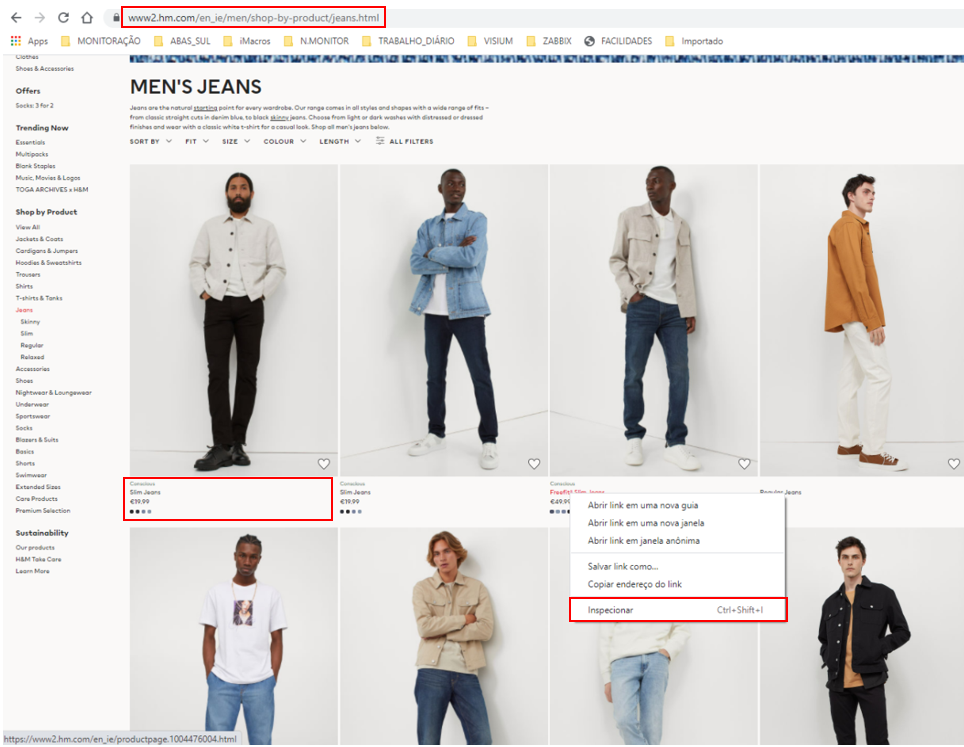 www2.hm.com/en_ie/men/shop-by-product/jeans.html
Apps MONITORAÇÃO ABAS_SUL iMacros N.MONITOR TRABALHO_DIÁRIO VISIUM ZABBIX FACILIDADES Importado
Clothes
Shoes & Accessories
Offers
Socks: 3 for 2
Trending Now
Essentials
Multipacks
Blank Staples
Music, Movies & Logos
TOGA ARCHIVES x H&M
Shop by Product
View All
Jackets & Coats
Cardigans & Jumpers
Hoodies & Sweatshirts
Trousers
Shirts
T-shirts & Tanks
Jeans
Skinny
Slim
Regular
Relaxed
Accessories
Shoes
Nightwear & Loungewear
Underwear
Sportswear
Socks
Blazers & Suits
Basics
Shorts
Swimwear
Extended Sizes
Care Products
Premium Selection
Sustainability
Our products
H&M Take Care
Learn More
MEN'S JEANS
Jeans are the natural starting point for every wardrobe. Our range comes in all styles and shapes with a wide range of fits –
from classic straight cuts in denim blue, to black skinny jeans. Choose from light or dark washes with distressed or dressed
finishes and wear with a classic white t-shirt for a casual look. Shop all men's jeans below.
SORT BY FIT SIZE COLOUR LENGTH ALL FILTERS
Conscious
Slim Jeans
€19.99
Conscious
Slim Jeans
€19.99
Conscious
Freefit® Slim Jeans
€49.99
Regular Jeans
Abrir link em uma nova guia
Abrir link em uma nova janela
Abrir link em janela anônima
Salvar link como...
Copiar endereço do link
Inspecionar Ctrl+Shift+I
https://www2.hm.com/en_ie/productpage.1004476004.html